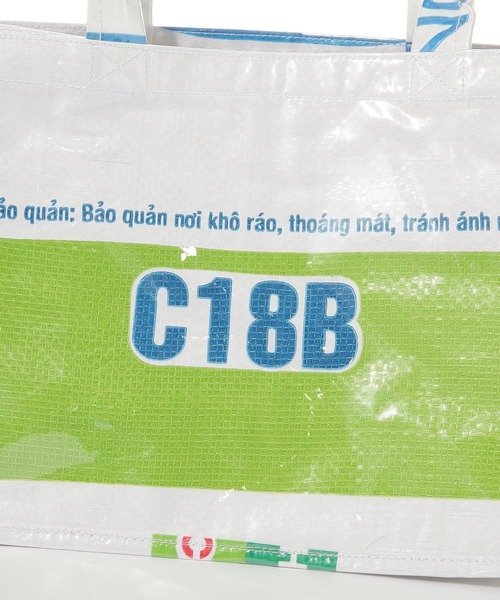 ảo quản: Bảo quản nơi khô ráo, thoáng mát, tránh ánh
C18B